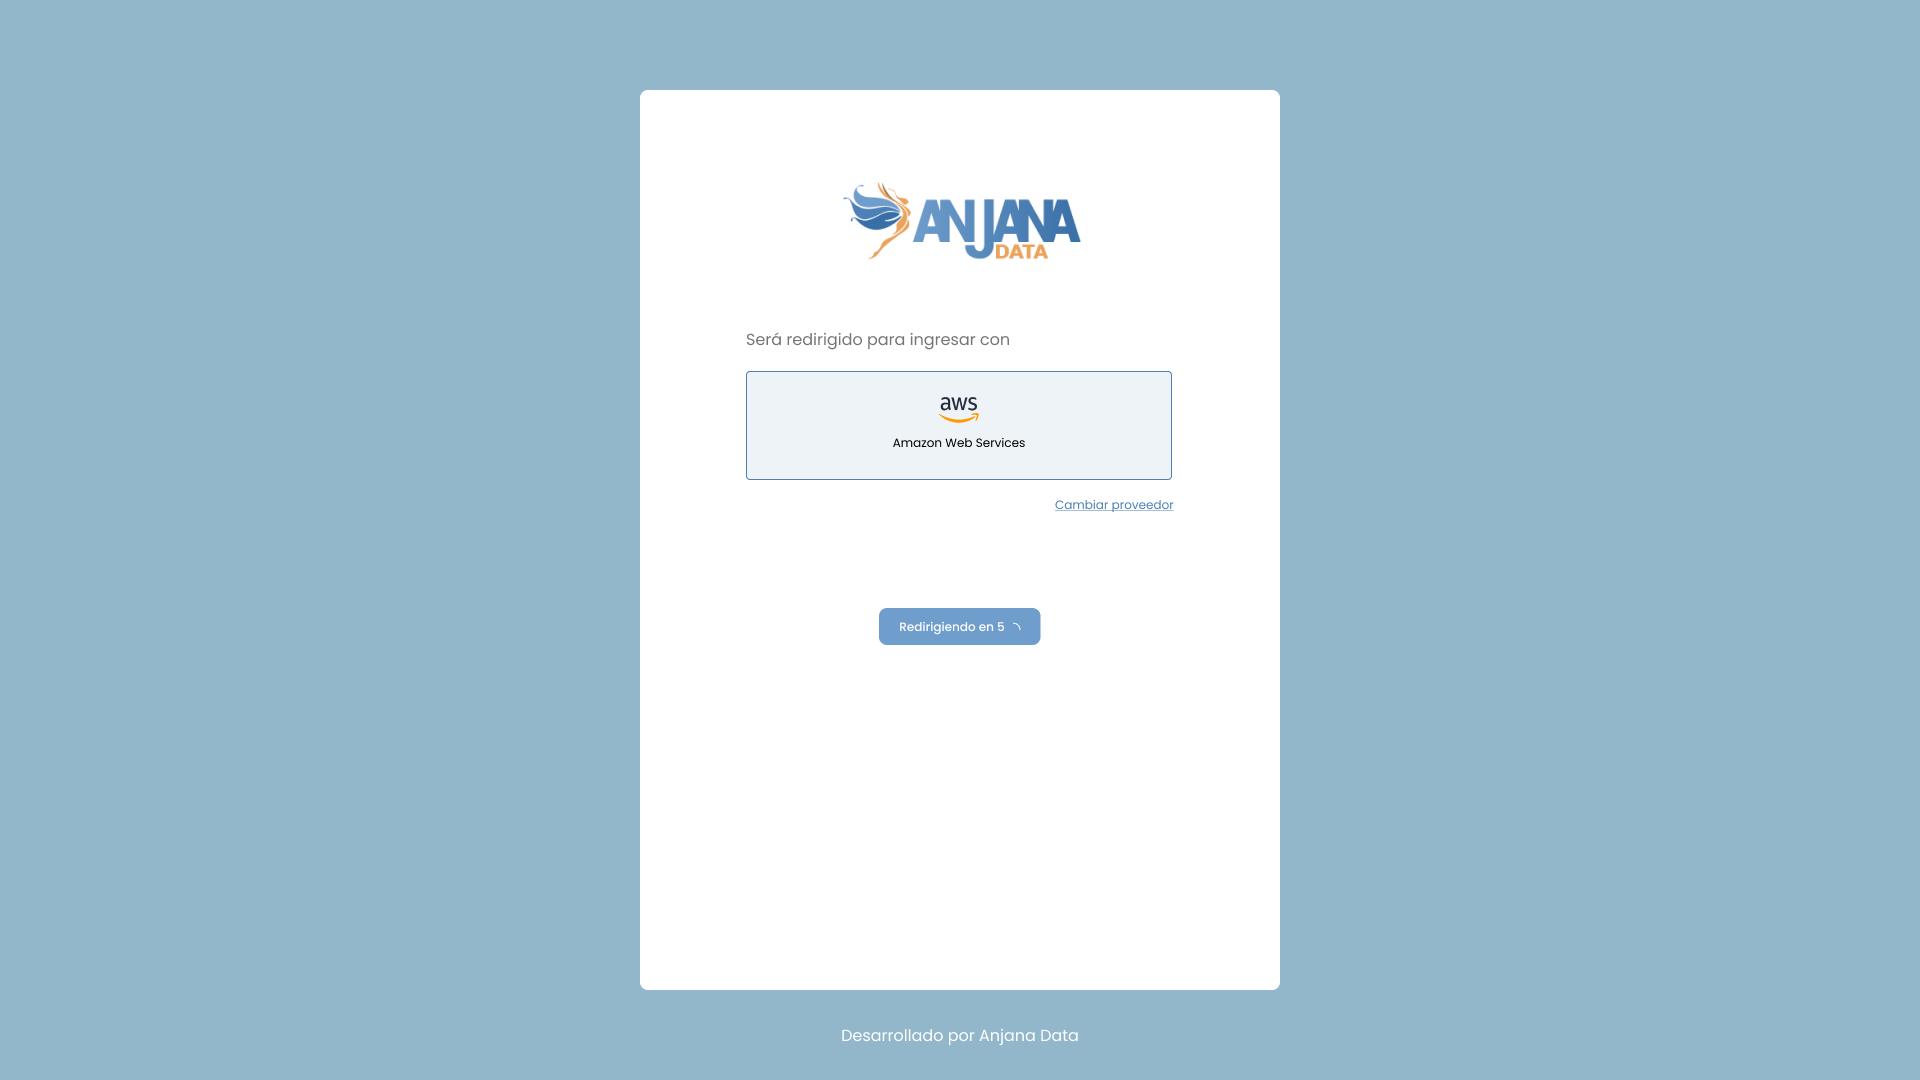 ANJANA
DATA
Será redirigido para ingresar con
aws
Amazon Web Services
Cambiar proveedor
Redirigiendo en 5
Desarrollado por Anjana Data